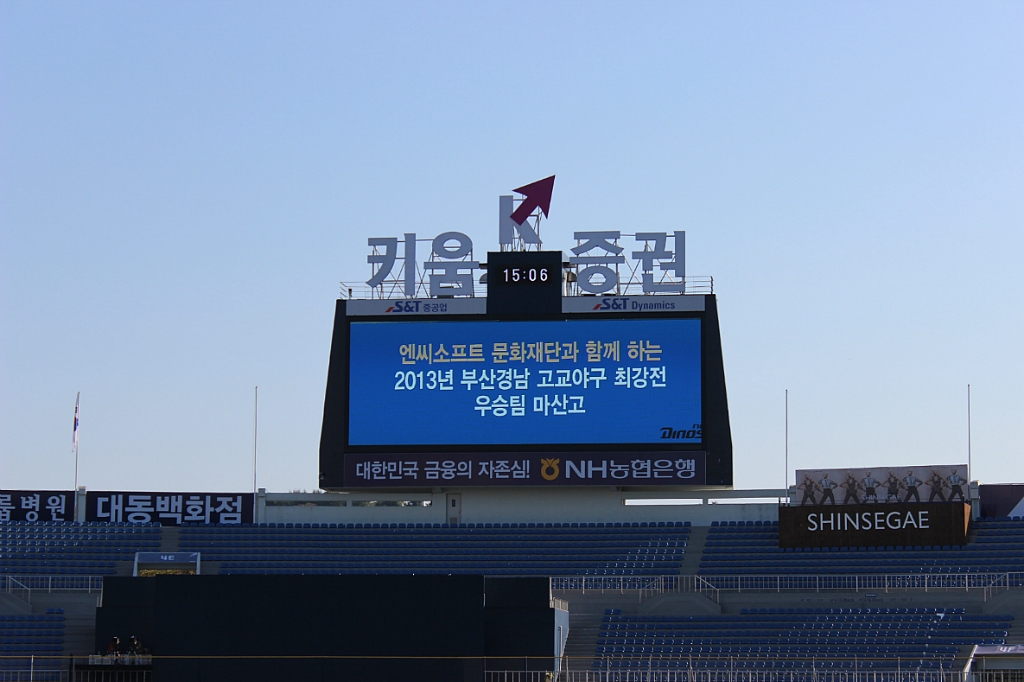 K
키움 증권
15:06
S&T 중공업
S&T Dynamics
엔씨소프트 문화재단과 함께 하는
2013년 부산경남 고교야구 최강전
우승팀 마산고
Dinos
대한민국 금융의 자존심! NH농협은행
병원
대동백화점
SHINSEGAE